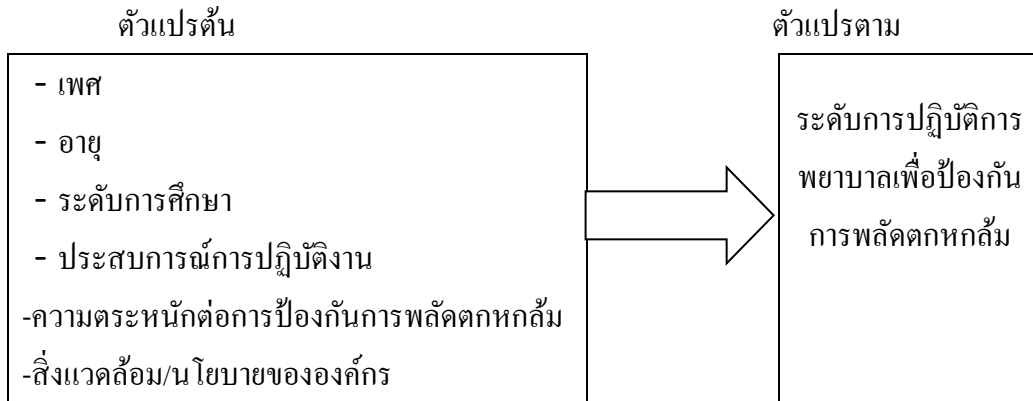 ตัวแปรต้น
- เพศ
- อายุ
- ระดับการศึกษา
- ประสบการณ์การปฏิบัติงาน
-ความตระหนักต่อการป้องกันการพลัดตกหกล้ม
-สิ่งแวดล้อม/นโยบายขององค์กร
ตัวแปรตาม
ระดับการปฏิบัติการ
พยาบาลเพื่อป้องกัน
การพลัดตกหกล้ม